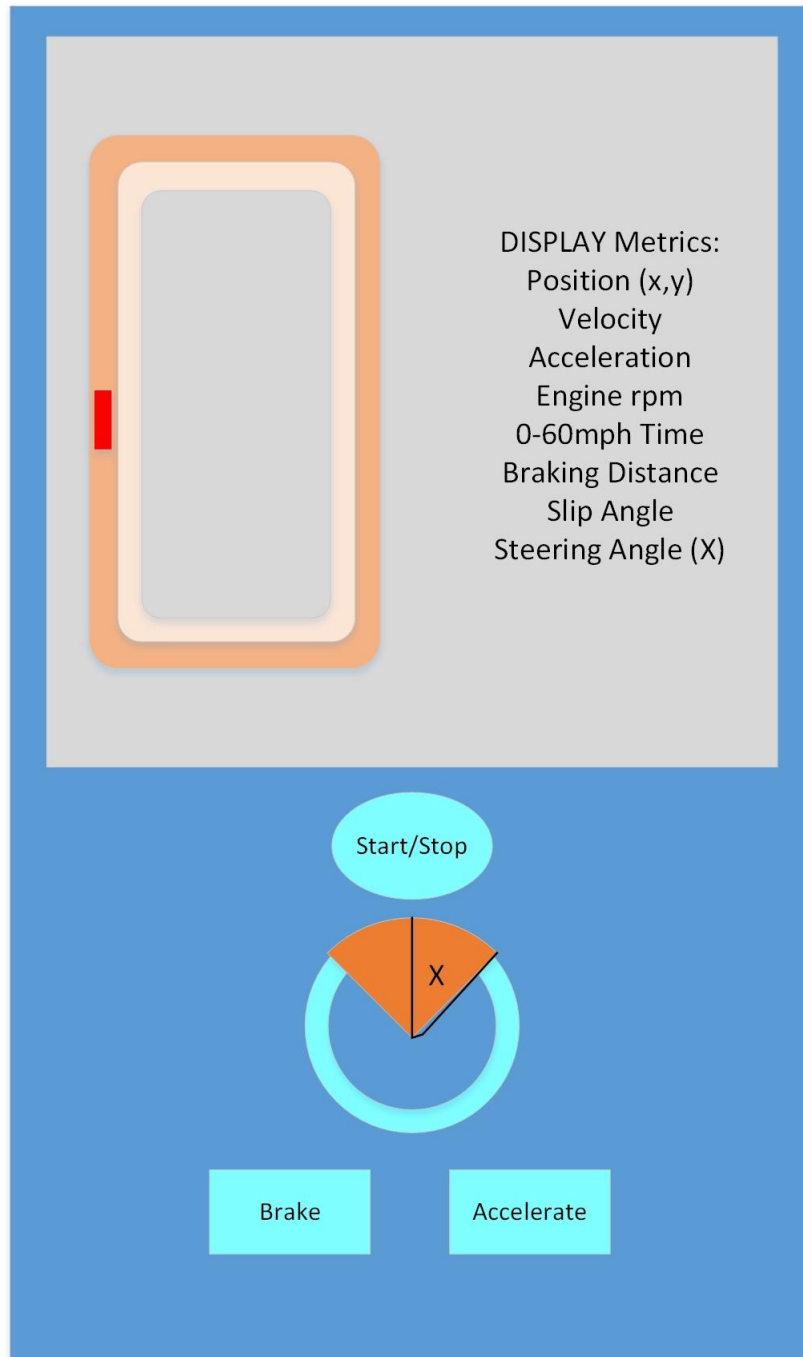 DISPLAY Metrics:
Position (x,y)
Velocity
Acceleration
Engine rpm
0-60mph Time
Braking Distance
Slip Angle
Steering Angle (X)
Start/Stop
X
Brake
Accelerate